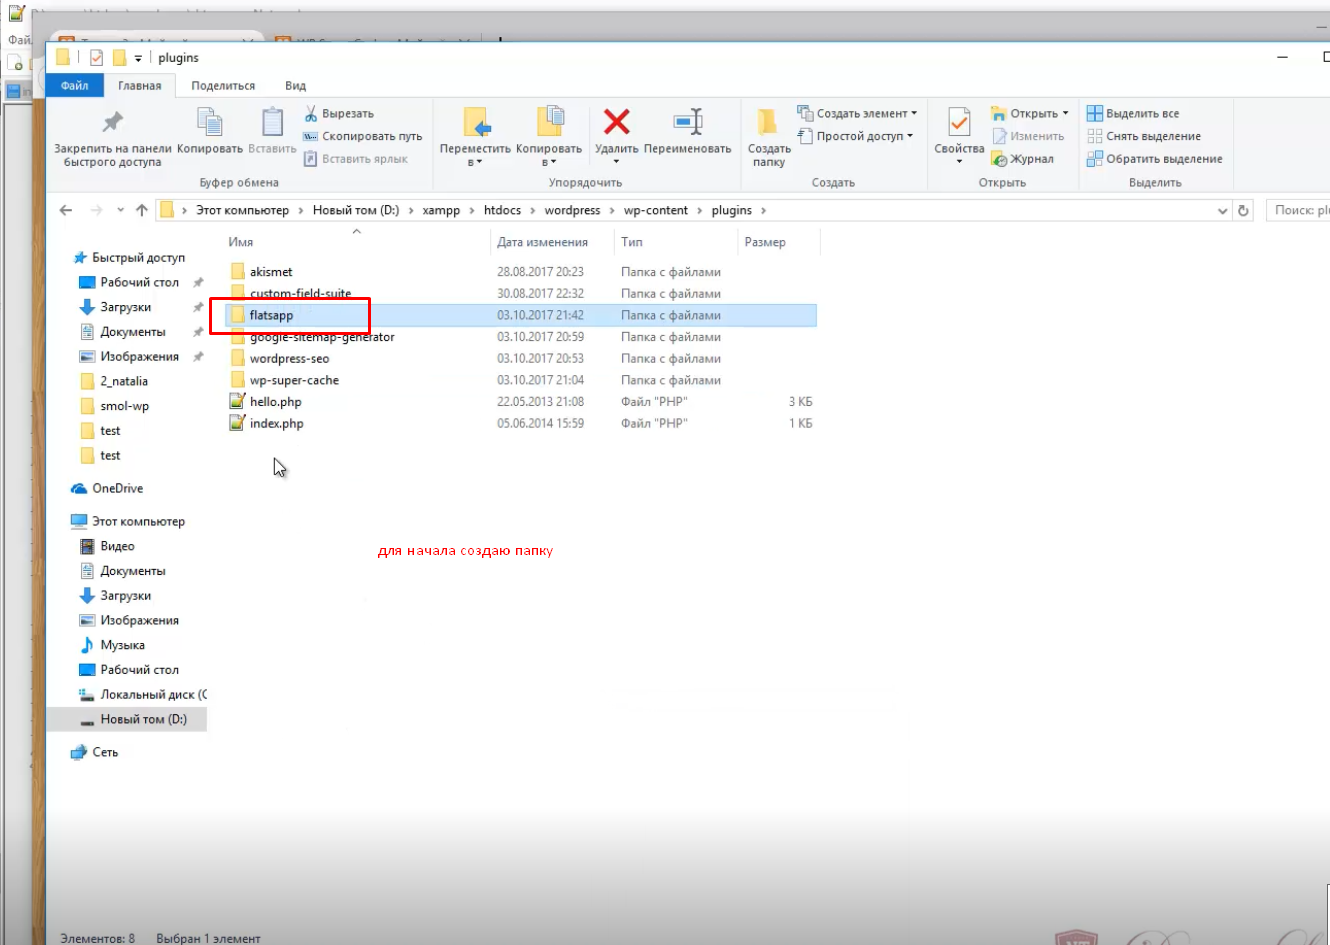 plugins
Файл Главная Поделиться Вид
Закрепить на панели
быстрого доступа
Копировать
Вставить
Вырезать
Скопировать путь
Вставить ярлык
Буфер обмена
Переместить
в
Копировать
в
Удалить
Переименовать
Упорядочить
Создать
папку
Создать элемент
Простой доступ
Создать
Свойства
Открыть
Изменить
Журнал
Открыть
Выделить все
Снять выделение
Обратить выделение
Выделить
Этот компьютер › Новый том (D:) › xampp › htdocs › wordpress › wp-content › plugins ›
Поиск: pl
Быстрый доступ
Рабочий стол
Загрузки
Документы
Изображения
2_natalia
smol-wp
test
test
OneDrive
Этот компьютер
Видео
Документы
Загрузки
Изображения
Музыка
Рабочий стол
Локальный диск (C
Новый том (D:)
Сеть
Имя Дата изменения Тип Размер
akismet 28.08.2017 20:23 Папка с файлами
custom-field-suite 30.08.2017 22:32 Папка с файлами
flatsapp 03.10.2017 21:42 Папка с файлами
google-sitemap-generator 03.10.2017 20:59 Папка с файлами
wordpress-seo 03.10.2017 20:53 Папка с файлами
wp-super-cache 03.10.2017 21:04 Папка с файлами
hello.php 22.05.2013 21:08 Файл "PHP" 3 КБ
index.php 05.06.2014 15:59 Файл "PHP" 1 КБ
для начала создаю папку
Элементов: 8 Выбран 1 элемент